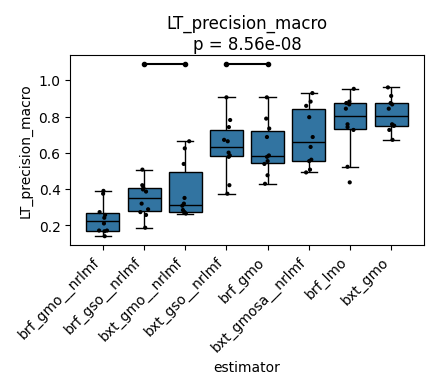 LT_precision_macro
p = 8.56e-08
LT_precision_macro
1.0
0.8
0.6
0.4
0.2
brf_gmo__nrlmf
brf_gso__nrlmf
bxt_gmo__nrlmf
bxt_gso__nrlmf
brf_gmo
bxt_gmosa__nrlmf
brf_lmo
bxt_gmo
estimator